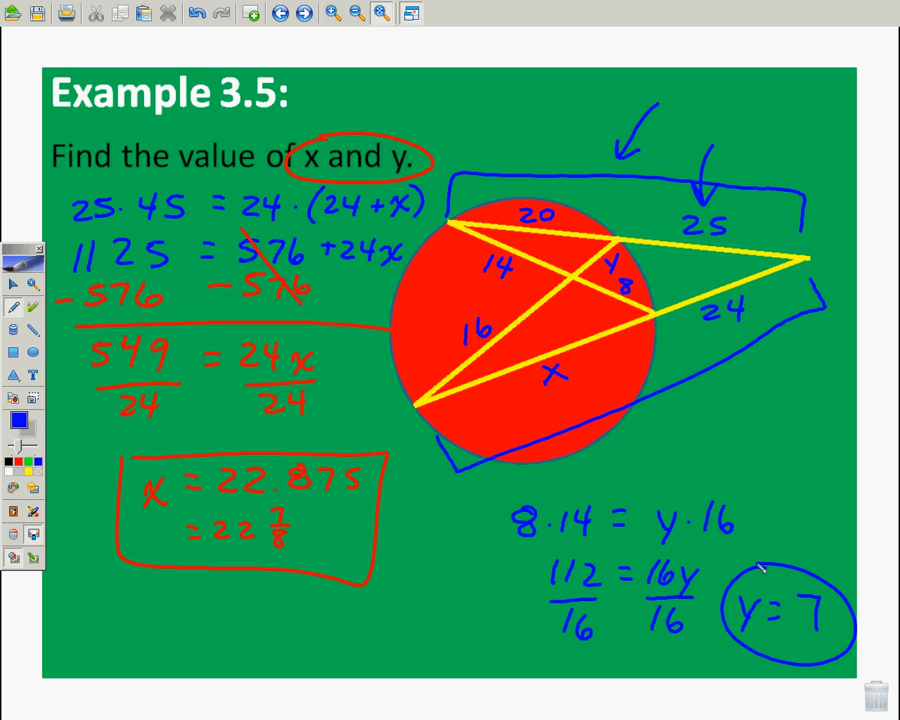 Example 3.5:
Find the value of x and y.
25 · 45 = 24 · (24 + x)
1125 = 576 + 24x
- 576 - 576
549 = 24x
24 24
x = 22.875
= 22 7/8
20
25
14
y
8
16
24
x
8 · 14 = y · 16
112 = 16y
16 16
y = 7
T